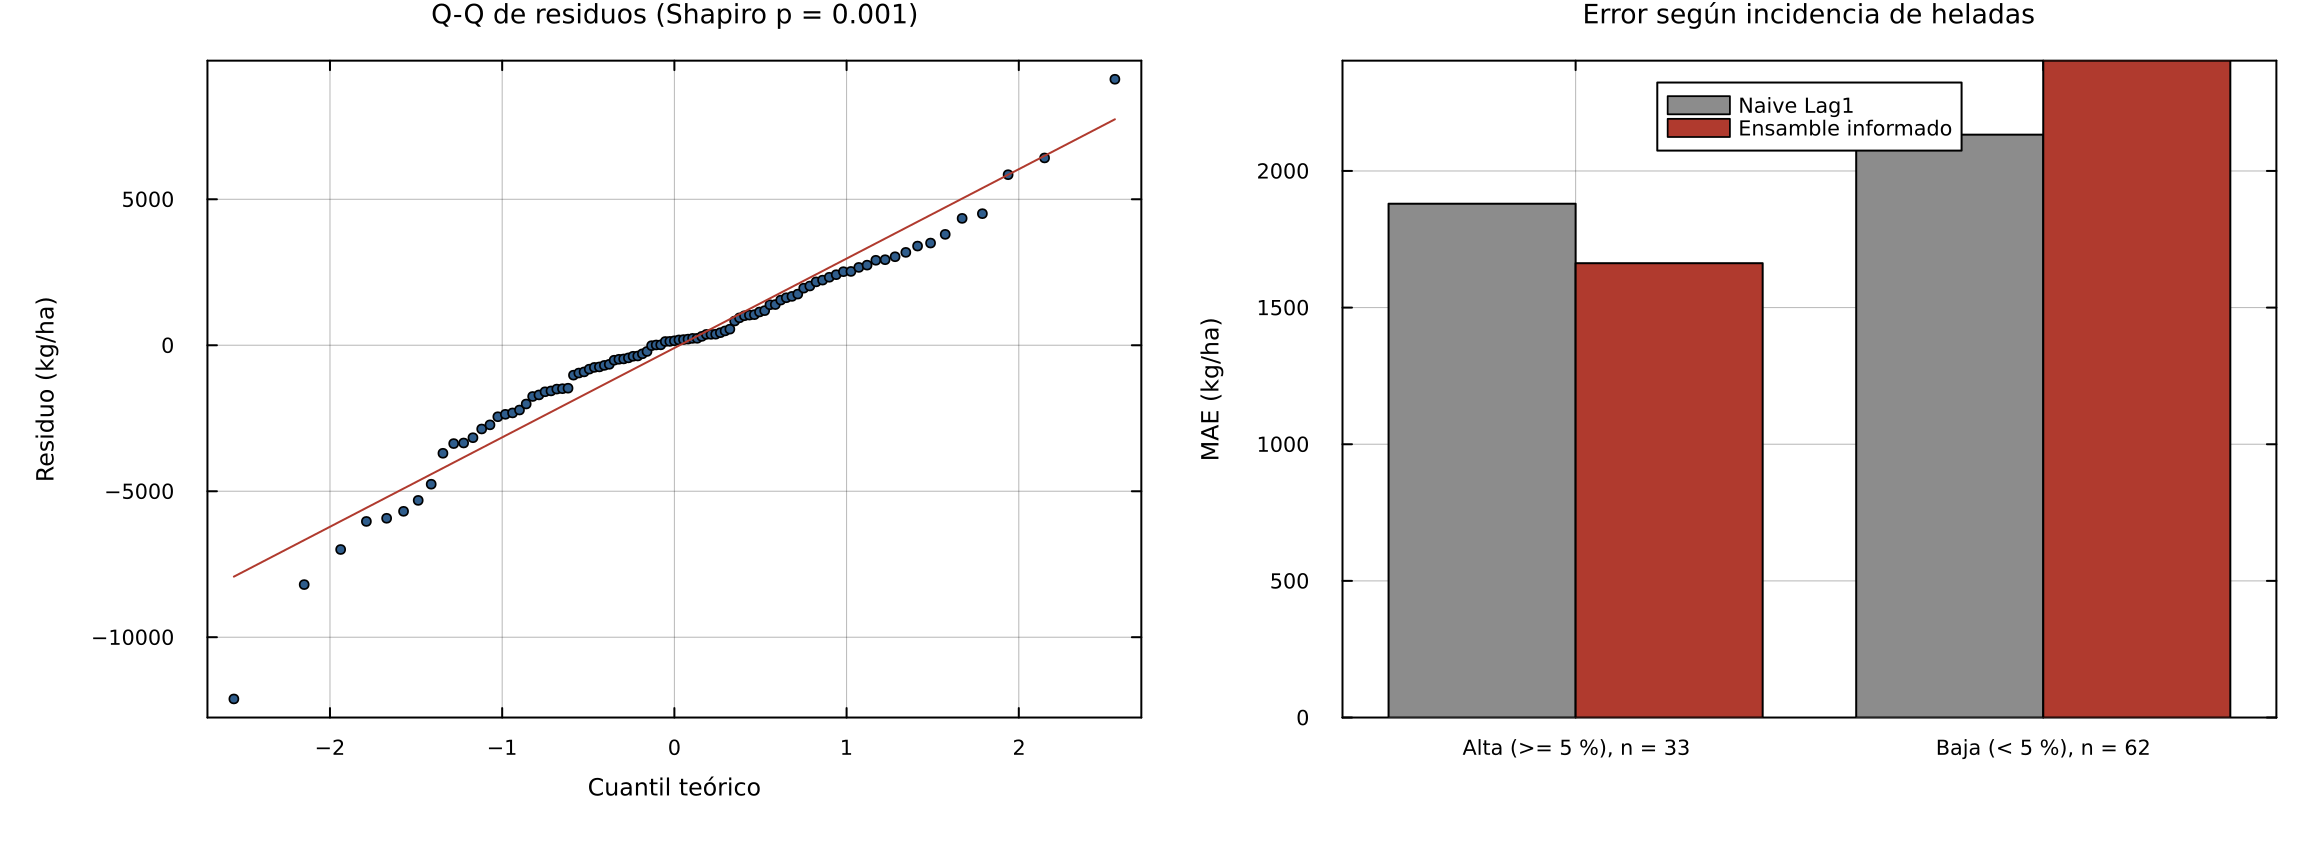 Q-Q de residuos (Shapiro p = 0.001)
Residuo (kg/ha)
5000
0
−5000
−10000
−2 −1 0 1 2
Cuantil teórico
Error según incidencia de heladas
MAE (kg/ha)
Naive Lag1
Ensamble informado
2000
1500
1000
500
0
Alta (>= 5 %), n = 33 Baja (< 5 %), n = 62